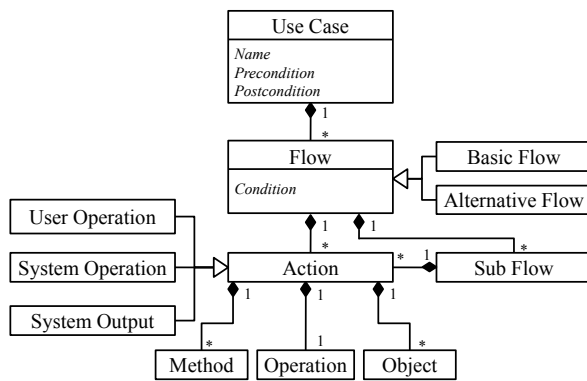 Use Case
Name
Precondition
Postcondition
1
*
Flow
Condition
Basic Flow
Alternative Flow
1
1
*
*
User Operation
System Operation
System Output
Action
*
1
Sub Flow
1
1
1
*
1
*
Method
Operation
Object